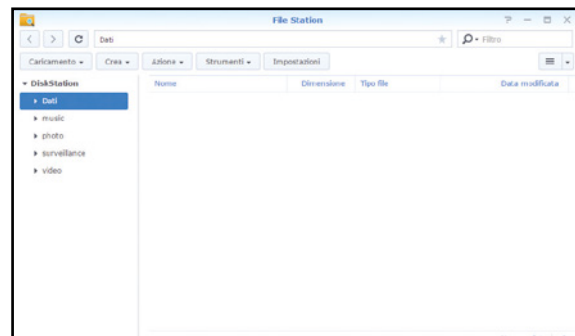 File Station
Dati
Filtro
Caricamento Crea Azione Strumenti Impostazioni
DiskStation
Nome Dimensione Tipo file Data modificata
Dati
music
photo
surveillance
video